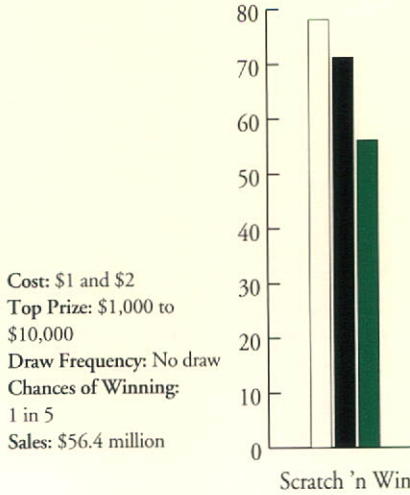 80
70
60
50
40
30
20
10
0
Cost: $1 and $2
Top Prize: $1,000 to
$10,000
Draw Frequency: No draw
Chances of Winning:
1 in 5
Sales: $56.4 million
Scratch 'n Win